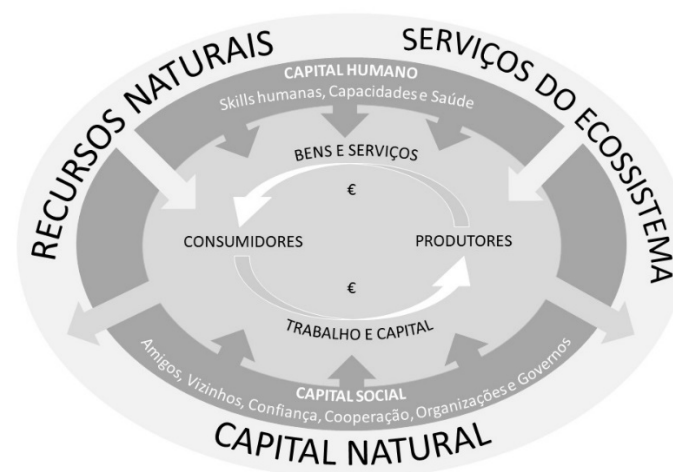 RECURSOS NATURAIS
SERVIÇOS DO ECOSSISTEMA
CAPITAL HUMANO
Skills humanas, Capacidades e Saúde
BENS E SERVIÇOS
€
CONSUMIDORES
PRODUTORES
€
TRABALHO E CAPITAL
CAPITAL SOCIAL
Amigos, Vizinhos, Confiança, Cooperação, Organizações e Governos
CAPITAL NATURAL